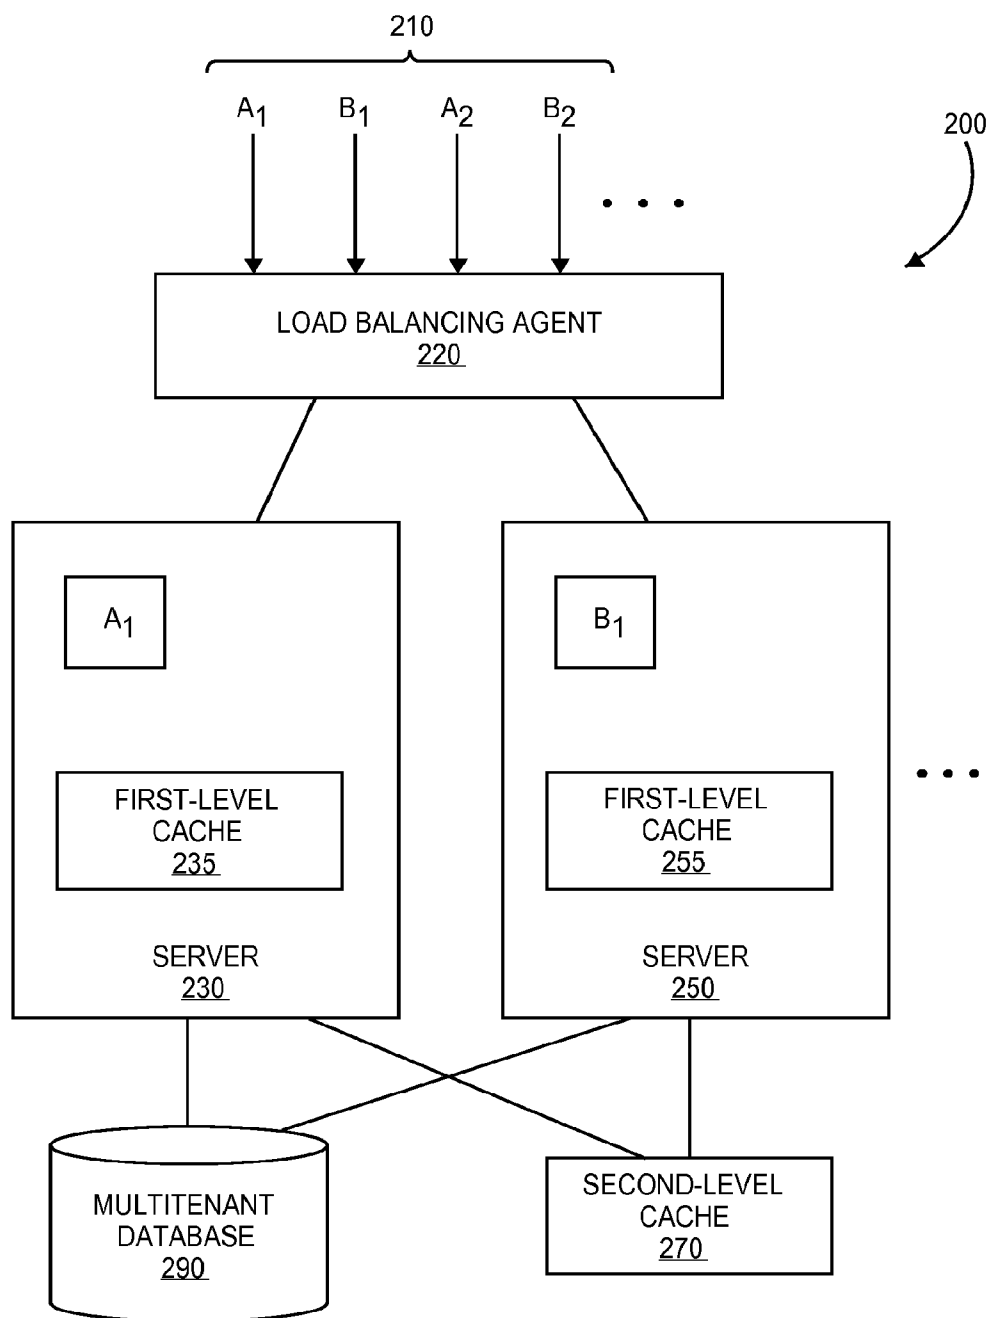 210
A1 B1 A2 B2
200
. . .
LOAD BALANCING AGENT
220
A1
B1
FIRST-LEVEL
CACHE
235
FIRST-LEVEL
CACHE
255
. . .
SERVER
230
SERVER
250
MULTITENANT
DATABASE
290
SECOND-LEVEL
CACHE
270